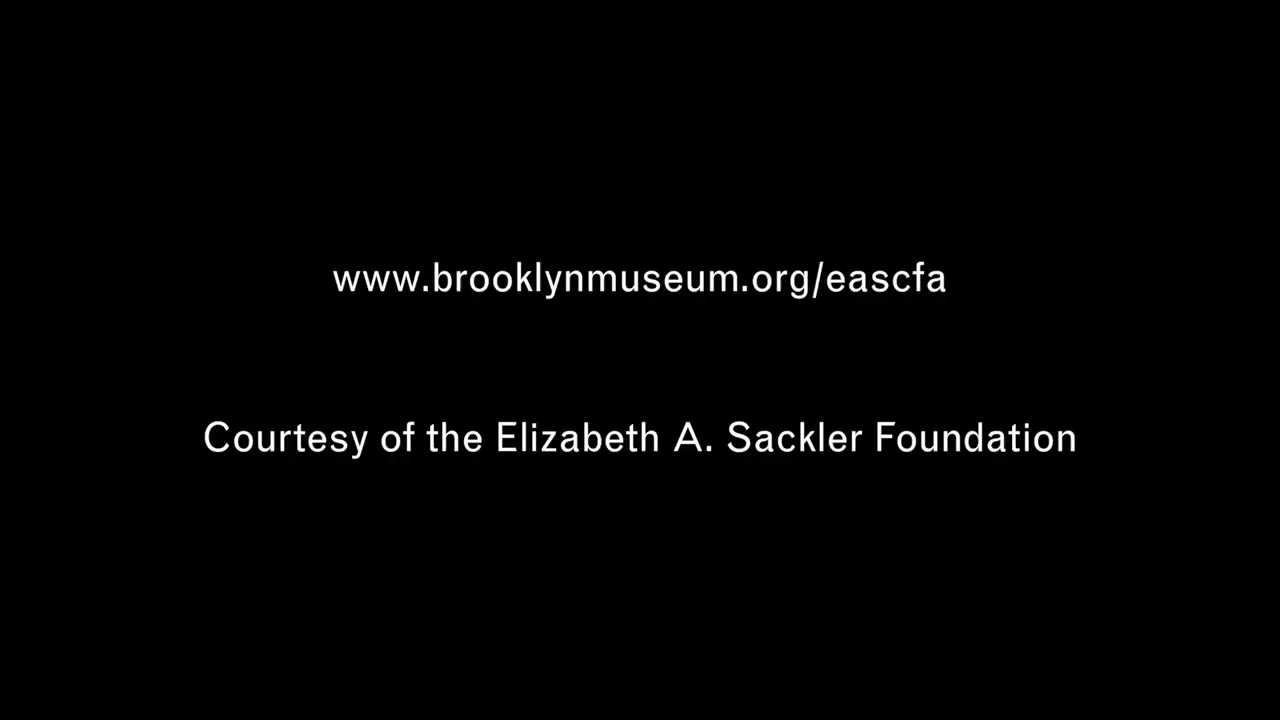 www.brooklynmuseum.org/eascfa
Courtesy of the Elizabeth A. Sackler Foundation